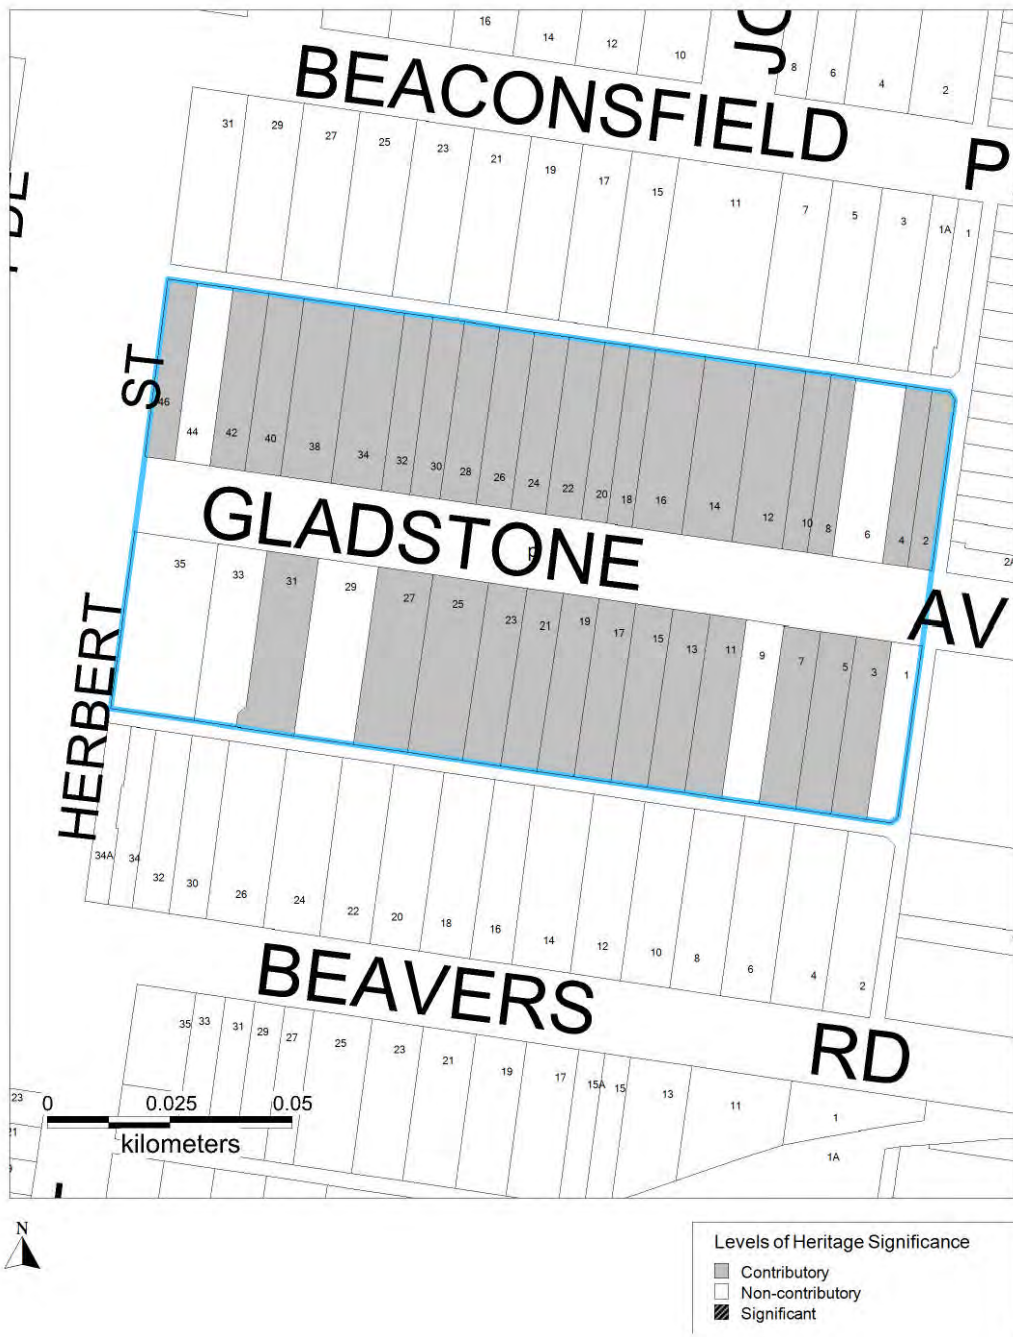 16 14 12 10
JO
8 6 4 2
BEACONSFIELD
P
31 29 27 25 23 21 19 17 15 11 7 5 3 1A 1
ST
46 44 42 40 38 34 32 30 28 26 24 22 20 18 16 14 12 10 8 6 4 2
2A
GLADSTONE
AV
35 33 31 29 27 25 23 21 19 17 15 13 11 9 7 5 3 1
HERBERT
34A 34 32 30 26 24 22 20 18 16 14 12 10 8 6 4 2
BEAVERS
RD
35 33 31 29 27 25 23 21 19 17 15A 15 13 11 1
1A
23
21
9
0 0.025 0.05
kilometers
N
Levels of Heritage Significance
Contributory
Non-contributory
Significant